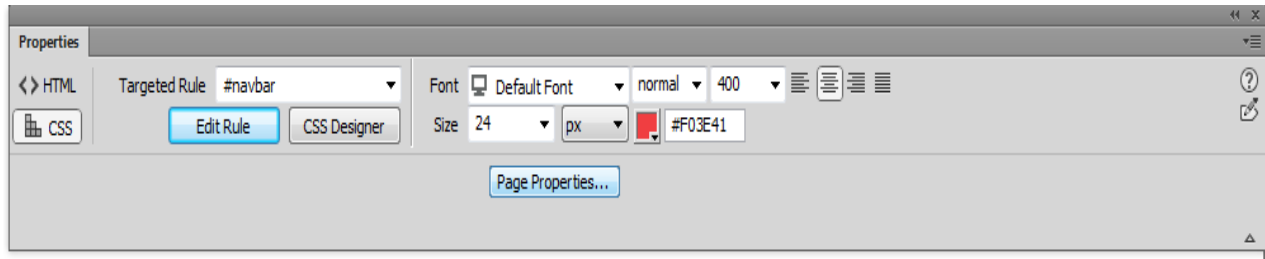 Properties
HTML Targeted Rule #navbar Font Default Font normal 400
CSS Edit Rule CSS Designer Size 24 px #F03E41
Page Properties...